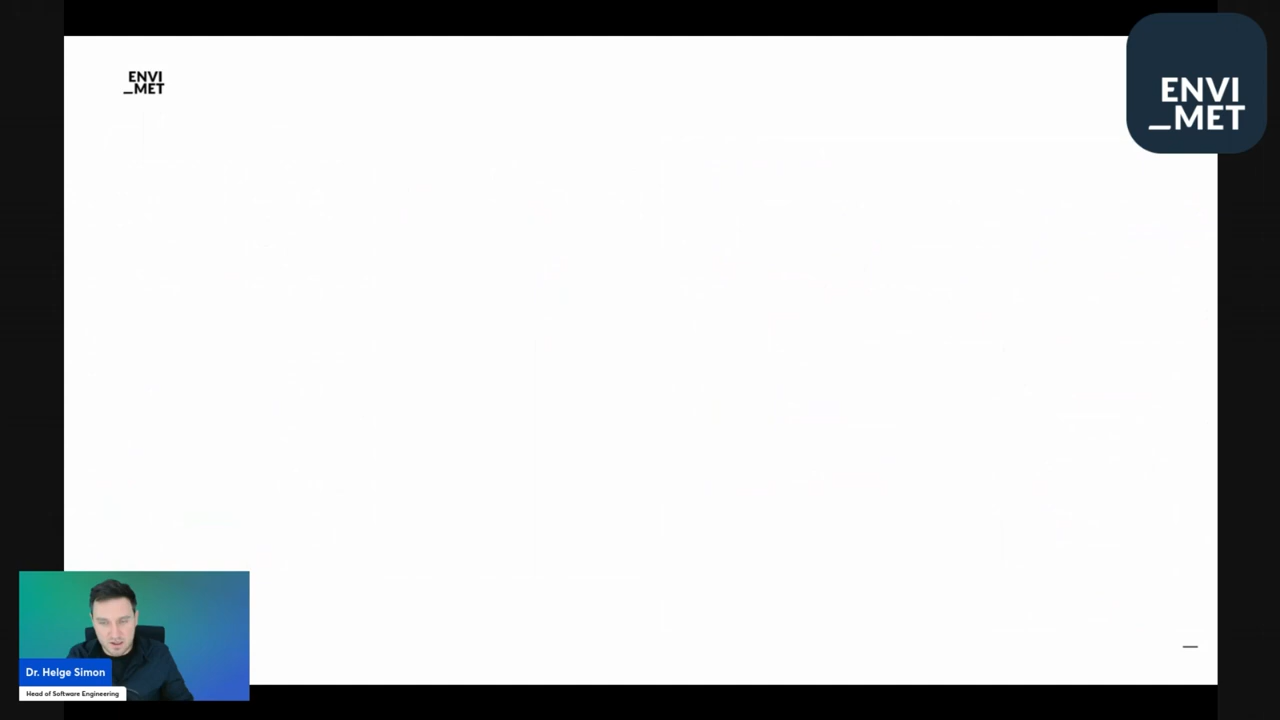 ENVI
_MET
ENVI
_MET
Dr. Helge Simon
Head of Software Engineering